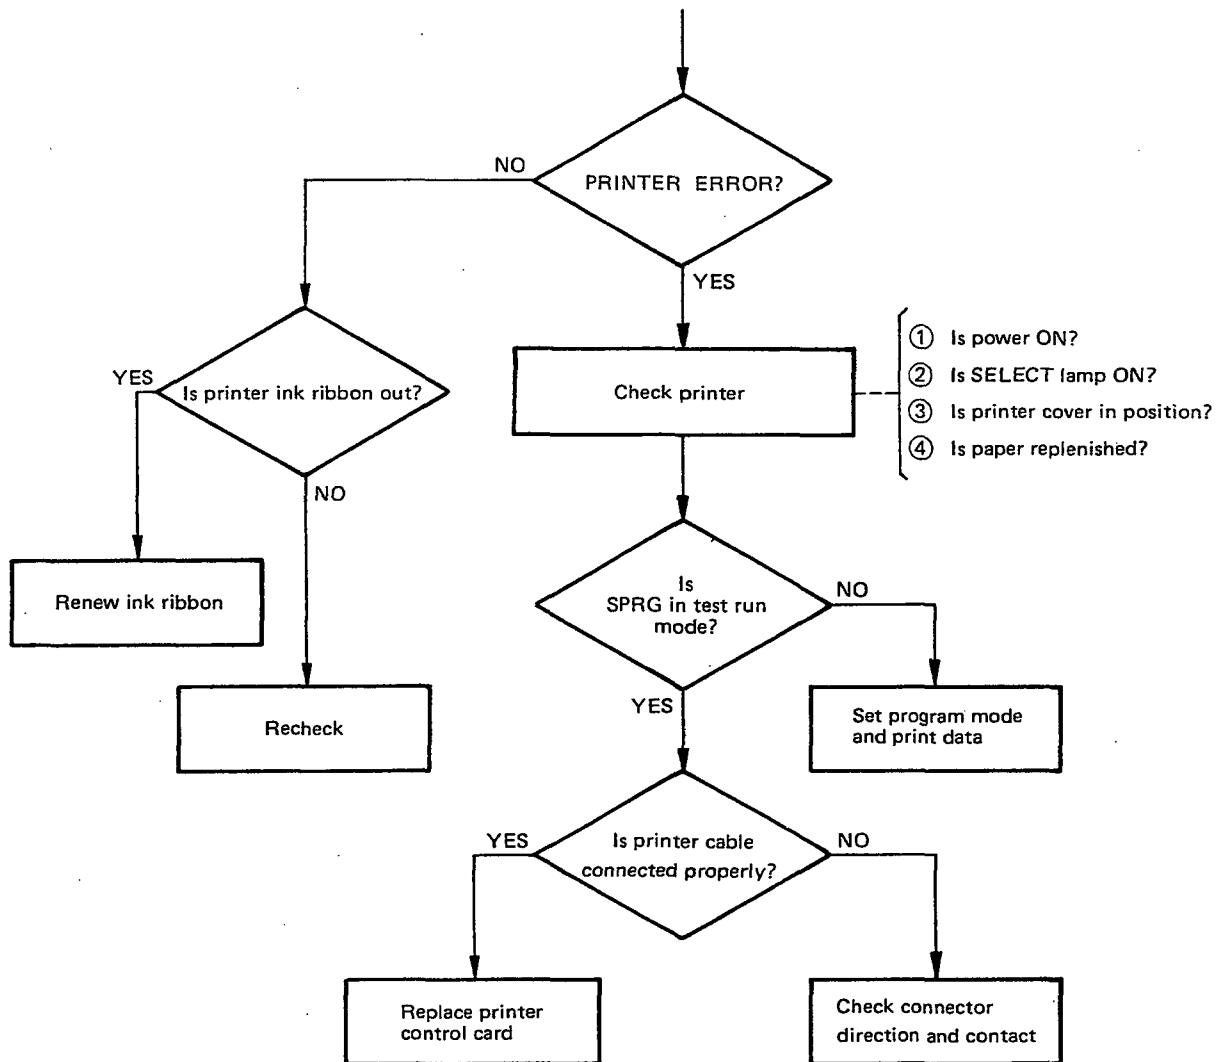 NO
PRINTER ERROR?
YES
YES
Is printer ink ribbon out?
NO
Check printer
① Is power ON?
② Is SELECT lamp ON?
③ Is printer cover in position?
④ Is paper replenished?
Renew ink ribbon
Recheck
Is
SPRG in test run
mode?
NO
YES
Set program mode
and print data
YES
Is printer cable
connected properly?
NO
Replace printer
control card
Check connector
direction and contact